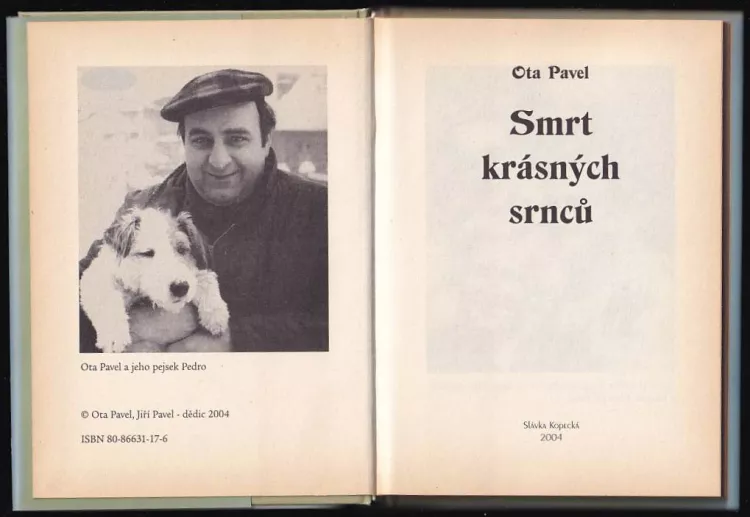 Ota Pavel a jeho pejsek Pedro
© Ota Pavel, Jiří Pavel - dědic 2004
ISBN 80-86631-17-6
Ota Pavel
Smrt
krásných
srnců
Slávka Kopecká
2004